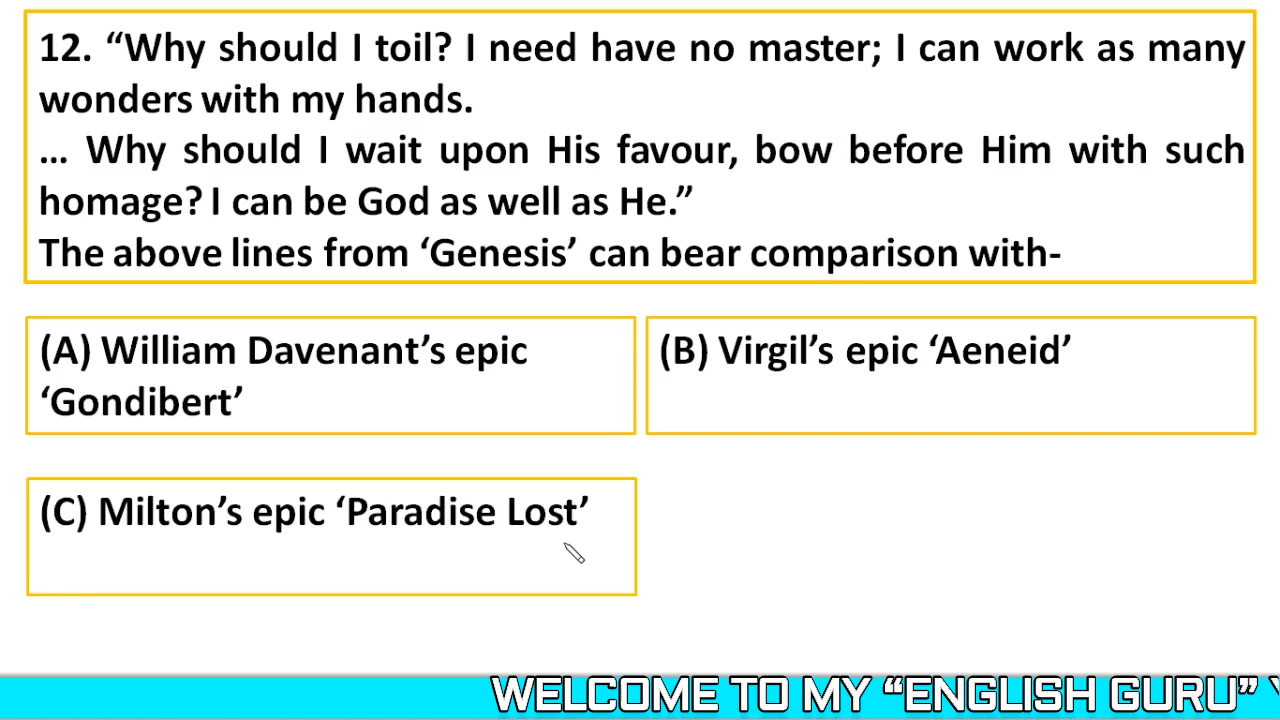 12. “Why should I toil? I need have no master; I can work as many
wonders with my hands.
... Why should I wait upon His favour, bow before Him with such
homage? I can be God as well as He.”
The above lines from ‘Genesis’ can bear comparison with-
(A) William Davenant’s epic
‘Gondibert’
(B) Virgil’s epic ‘Aeneid’
(C) Milton’s epic ‘Paradise Lost’
WELCOME TO MY “ENGLISH GURU”